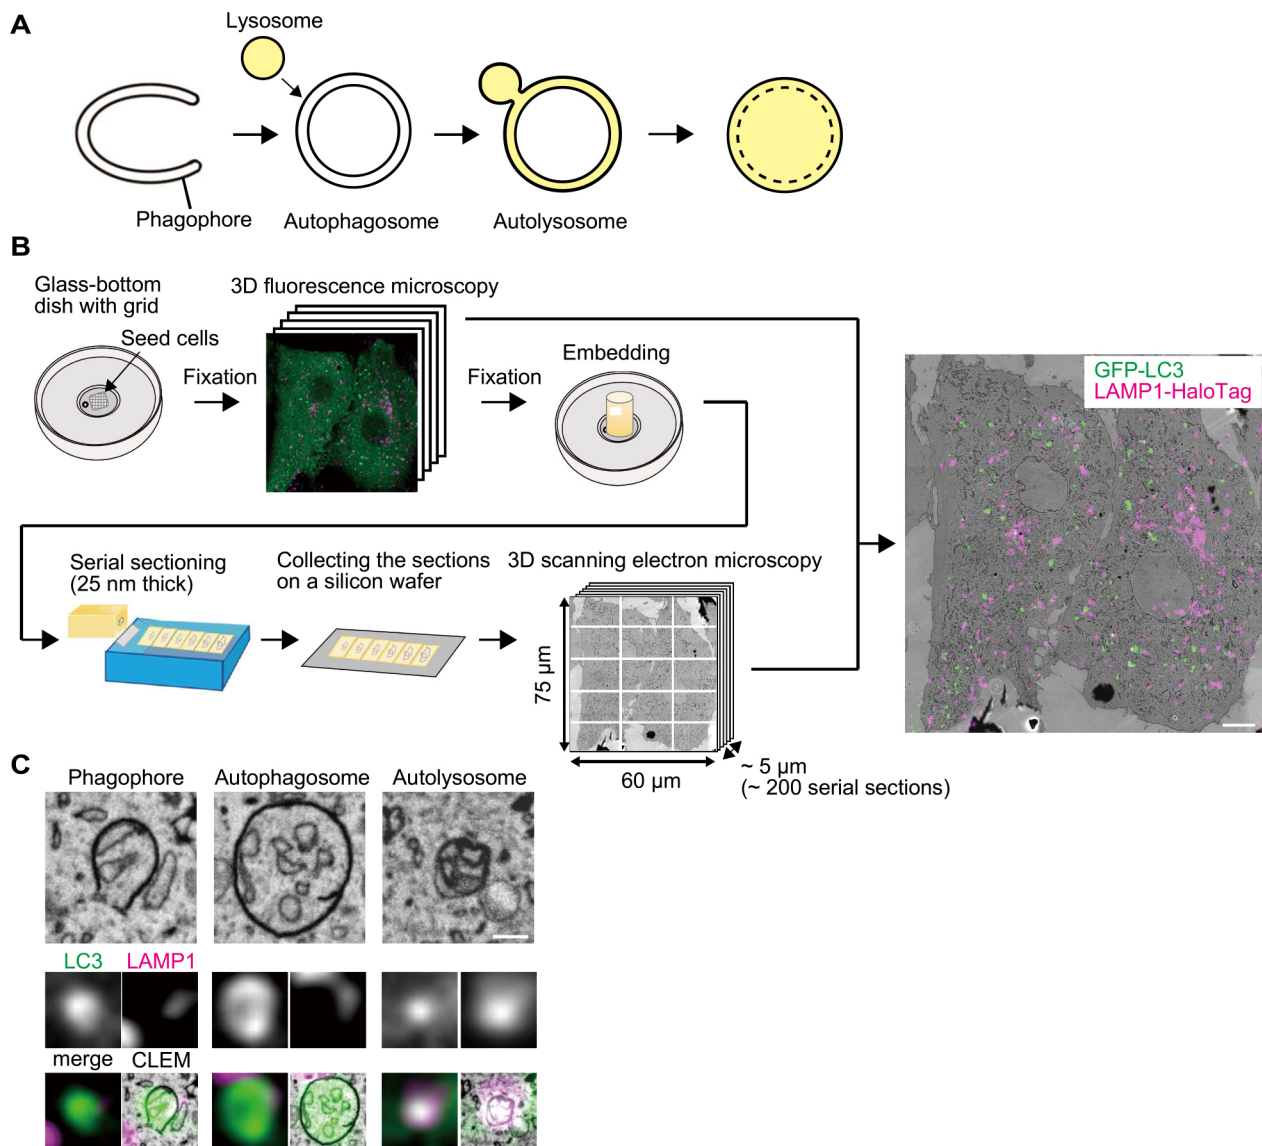 A
Lysosome
Phagophore
Autophagosome
Autolysosome
B
Glass-bottom
dish with grid
Seed cells
Fixation
3D fluorescence microscopy
Fixation
Embedding
GFP-LC3
LAMP1-HaloTag
Serial sectioning
(25 nm thick)
Collecting the sections
on a silicon wafer
3D scanning electron microscopy
75 µm
60 µm
~ 5 µm
(~ 200 serial sections)
C
Phagophore
Autophagosome
Autolysosome
LC3
LAMP1
merge
CLEM